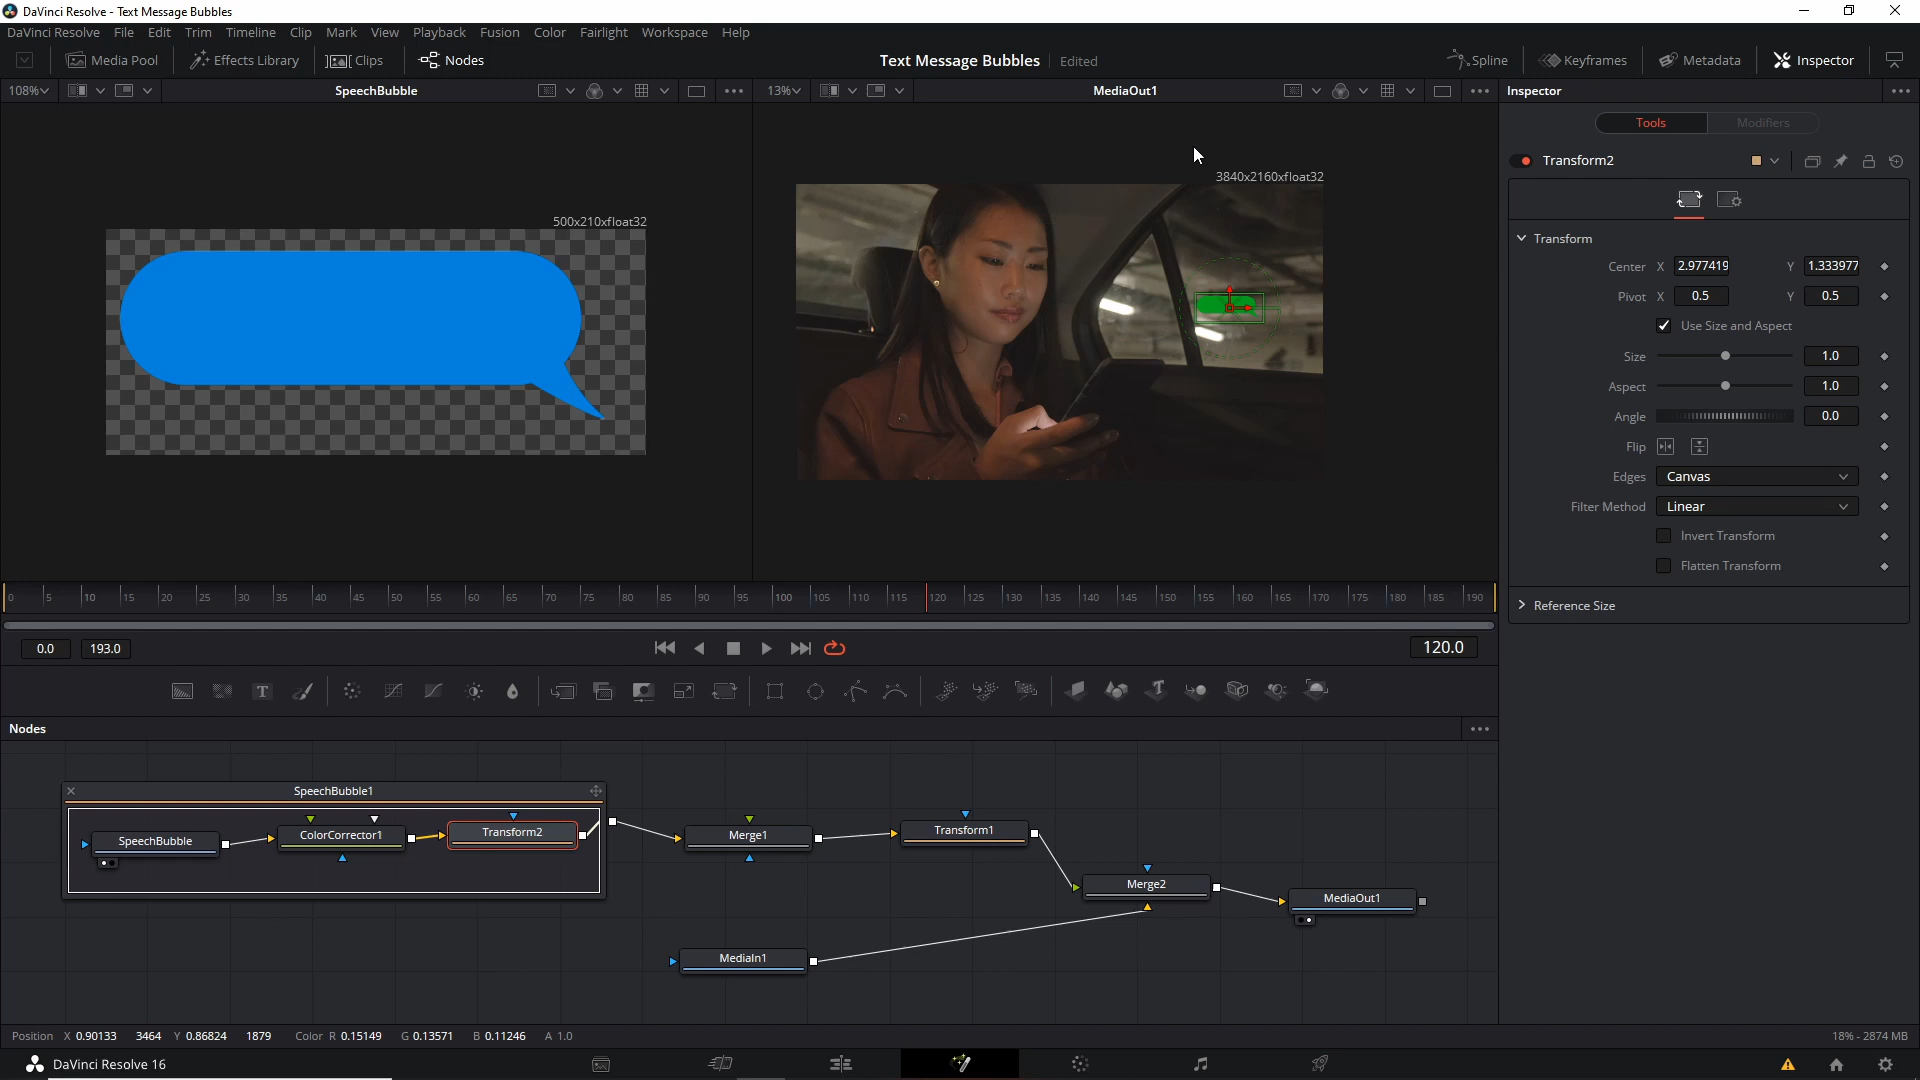 DaVinci Resolve - Text Message Bubbles
DaVinci Resolve File Edit Trim Timeline Clip Mark View Playback Fusion Color Fairlight Workspace Help
Media Pool Effects Library Clips Nodes Text Message Bubbles Edited Spline Keyframes Metadata Inspector
108% SpeechBubble 13% MediaOut1 Inspector
Tools Modifiers
Transform2
3840x2160xfloat32
500x210xfloat32
Transform
Center X 2.977419 Y 1.333977
Pivot X 0.5 Y 0.5
Use Size and Aspect
Size 1.0
Aspect 1.0
Angle 0.0
Flip
Edges Canvas
Filter Method Linear
Invert Transform
Flatten Transform
Reference Size
0 5 10 15 20 25 30 35 40 45 50 55 60 65 70 75 80 85 90 95 100 105 110 115 120 125 130 135 140 145 150 155 160 165 170 175 180 185 190
0.0 193.0 120.0
T
Nodes
SpeechBubble1
SpeechBubble ColorCorrector1 Transform2 Merge1 Transform1
Merge2 MediaOut1
MediaIn1
Position X 0.90133 3464 Y 0.86824 1879 Color R 0.15149 G 0.13571 B 0.11246 A 1.0 18% - 2874 MB
DaVinci Resolve 16